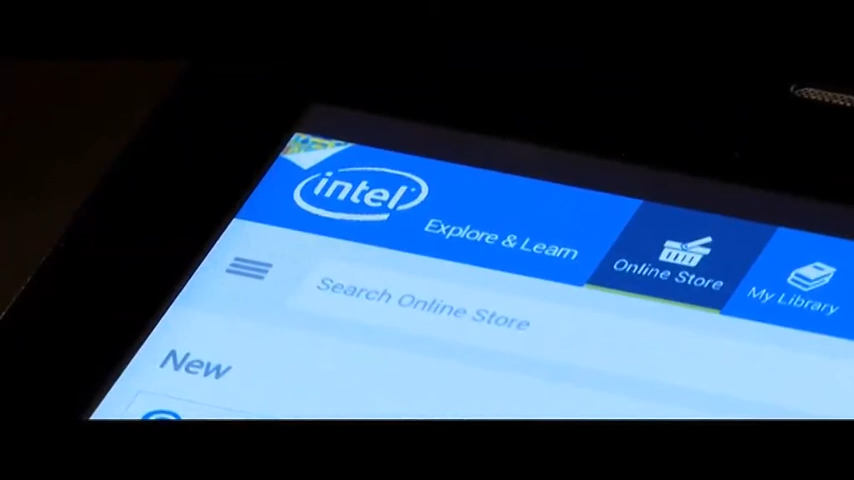 intel
Explore & Learn
Online Store
My Library
Search Online Store
New